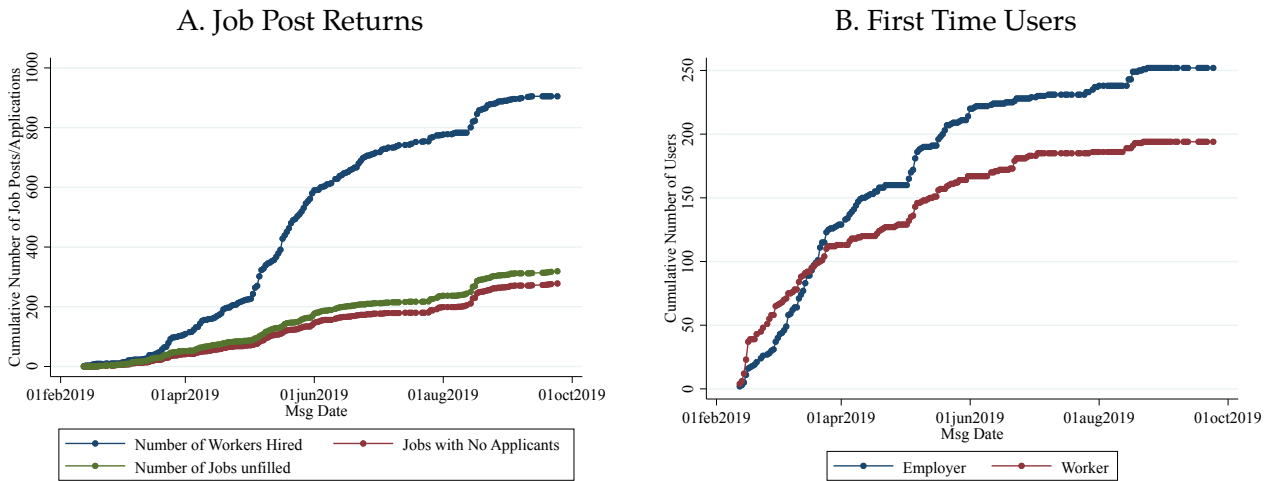 A. Job Post Returns
Cumulative Number of Job Posts/Applications
1000
800
600
400
200
0
01feb2019 01apr2019 01jun2019 01aug2019 01oct2019
Msg Date
Number of Workers Hired Jobs with No Applicants
Number of Jobs unfilled
B. First Time Users
Cumulative Number of Users
250
200
150
100
50
0
01feb2019 01apr2019 01jun2019 01aug2019 01oct2019
Msg Date
Employer Worker